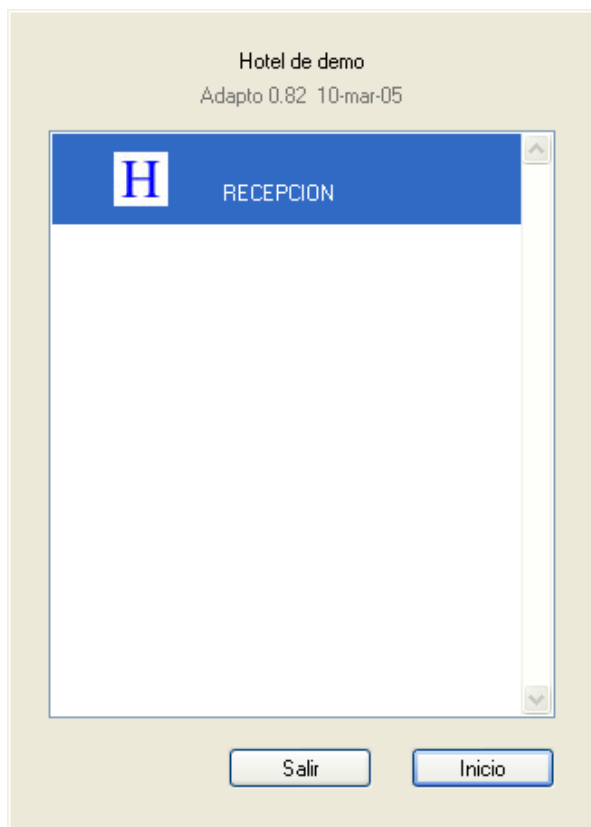 Hotel de demo
Adapto 0.82 10-mar-05
H
RECEPCION
Salir
Inicio